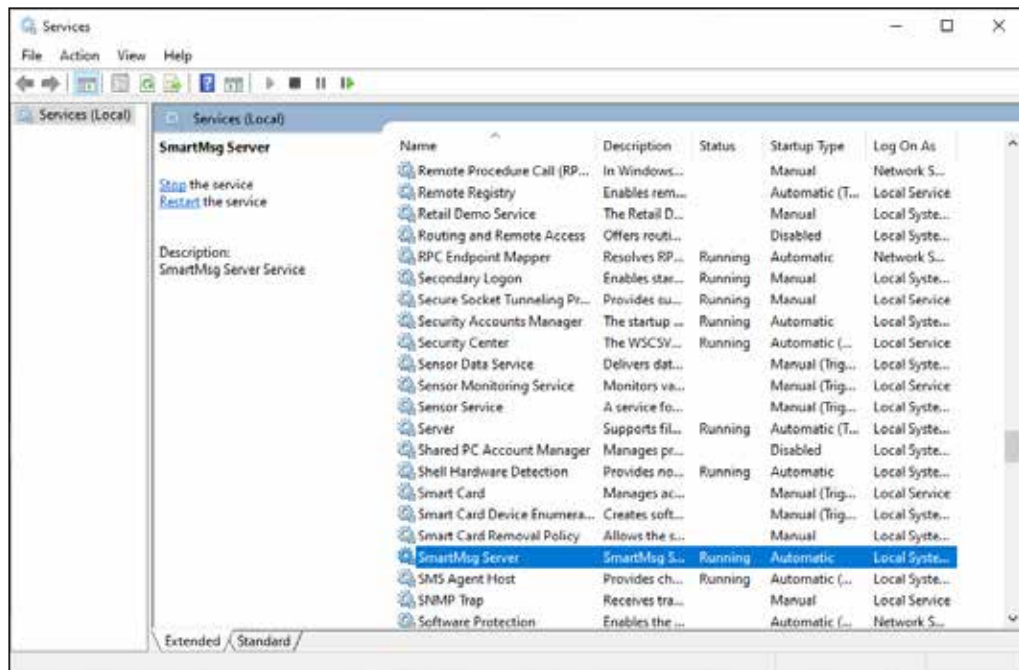 Services
File Action View Help
Services (Local)
Services (Local)
SmartMsg Server
Stop the service
Restart the service
Description:
SmartMsg Server Service
Name Description Status Startup Type Log On As
Remote Procedure Call (RP... In Windows... Manual Network S...
Remote Registry Enables rem... Automatic (T... Local Service
Retail Demo Service The Retail D... Manual Local Syste...
Routing and Remote Access Offers routi... Disabled Local Syste...
RPC Endpoint Mapper Resolves RP... Running Automatic Network S...
Secondary Logon Enables star... Running Manual Local Syste...
Secure Socket Tunneling Pr... Provides su... Running Manual Local Service
Security Accounts Manager The startup ... Running Automatic Local Syste...
Security Center The WSCSV... Running Automatic (... Local Service
Sensor Data Service Delivers dat... Manual (Trig... Local Syste...
Sensor Monitoring Service Monitors va... Manual (Trig... Local Service
Sensor Service A service fo... Manual (Trig... Local Syste...
Server Supports fil... Running Automatic (T... Local Syste...
Shared PC Account Manager Manages pr... Disabled Local Syste...
Shell Hardware Detection Provides no... Running Automatic Local Syste...
Smart Card Manages ac... Manual (Trig... Local Service
Smart Card Device Enumera... Creates soft... Manual (Trig... Local Syste...
Smart Card Removal Policy Allows the s... Manual Local Syste...
SmartMsg Server SmartMsg S... Running Automatic Local Syste...
SMS Agent Host Provides ch... Running Automatic (... Local Syste...
SNMP Trap Receives tra... Manual Local Service
Software Protection Enables the ... Automatic (... Network S...
Extended Standard